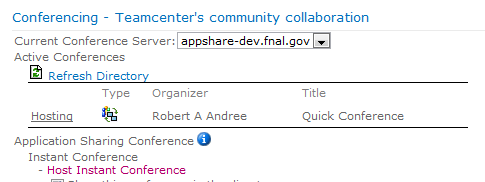 Conferencing - Teamcenter's community collaboration
Current Conference Server: appshare-dev.fnal.gov
Active Conferences
Refresh Directory
Type Organizer Title
Hosting Robert A Andree Quick Conference
Application Sharing Conference
Instant Conference
- Host Instant Conference